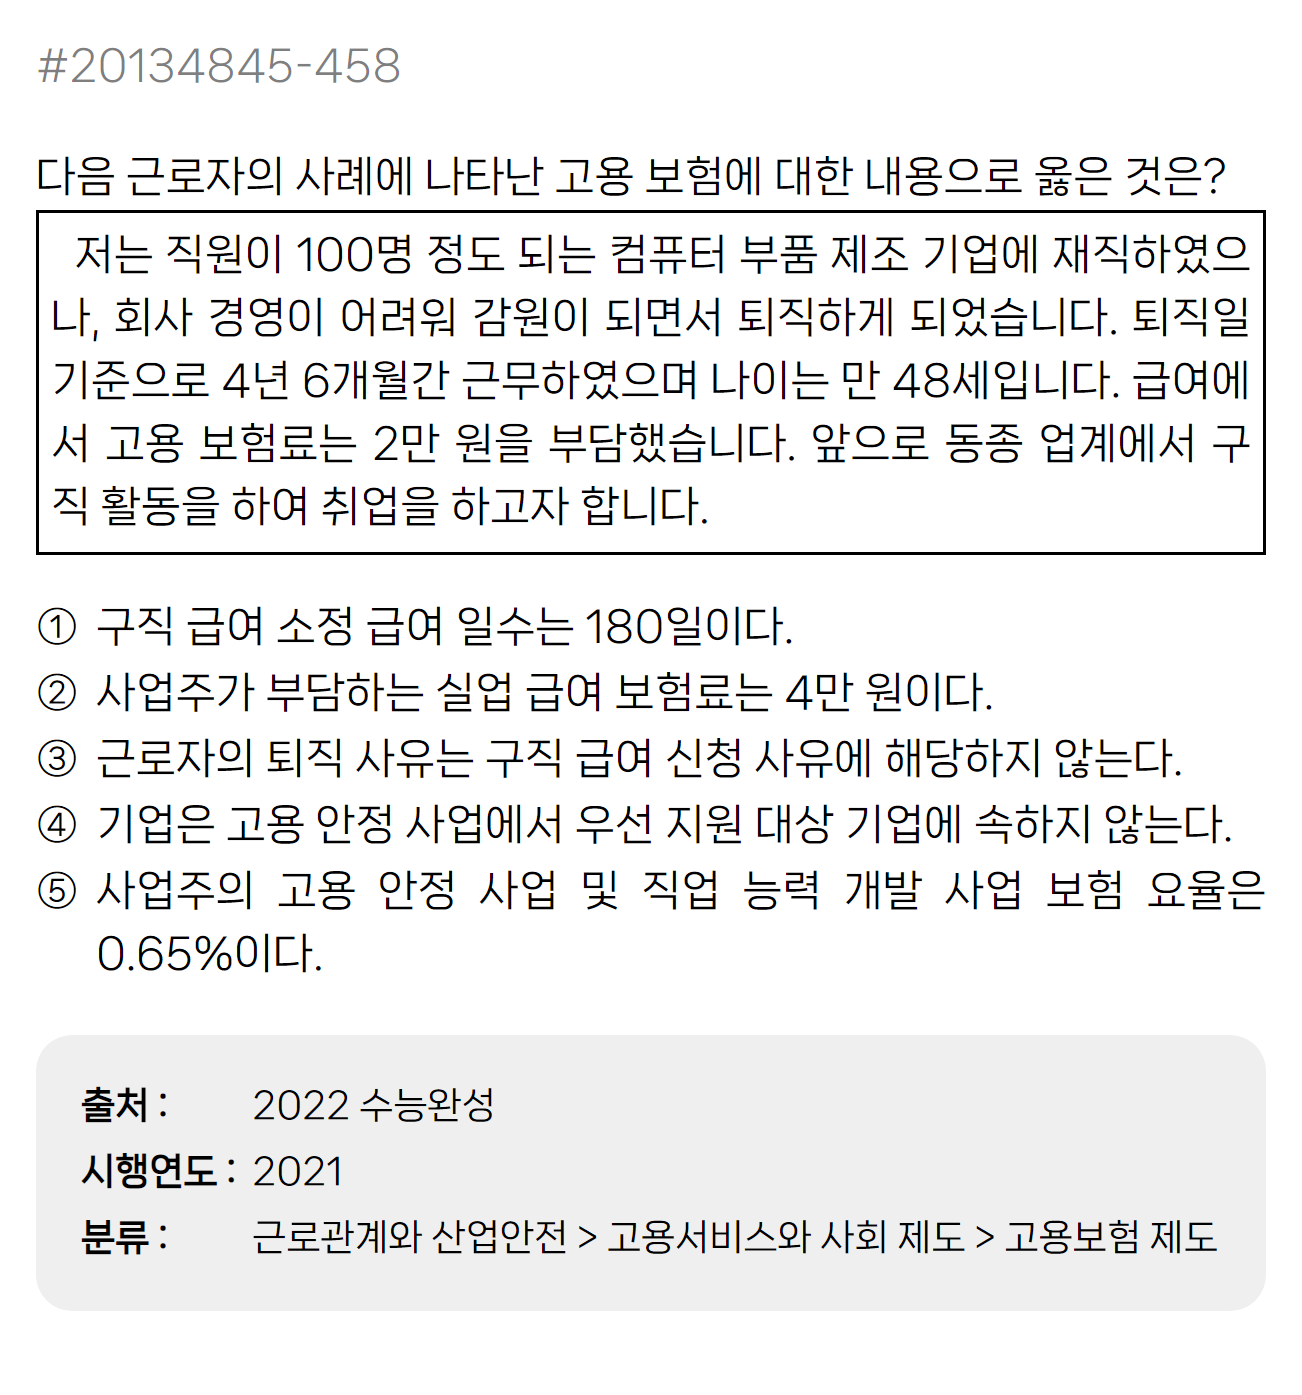 #20134845-458
다음 근로자의 사례에 나타난 고용 보험에 대한 내용으로 옳은 것은?
저는 직원이 100명 정도 되는 컴퓨터 부품 제조 기업에 재직하였으
나, 회사 경영이 어려워 감원이 되면서 퇴직하게 되었습니다. 퇴직일
기준으로 4년 6개월간 근무하였으며 나이는 만 48세입니다. 급여에
서 고용 보험료는 2만 원을 부담했습니다. 앞으로 동종 업계에서 구
직 활동을 하여 취업을 하고자 합니다.
① 구직 급여 소정 급여 일수는 180일이다.
② 사업주가 부담하는 실업 급여 보험료는 4만 원이다.
③ 근로자의 퇴직 사유는 구직 급여 신청 사유에 해당하지 않는다.
④ 기업은 고용 안정 사업에서 우선 지원 대상 기업에 속하지 않는다.
⑤ 사업주의 고용 안정 사업 및 직업 능력 개발 사업 보험 요율은
0.65%이다.
출처 : 2022 수능완성
시행연도 : 2021
분류 : 근로관계와 산업안전 > 고용서비스와 사회 제도 > 고용보험 제도